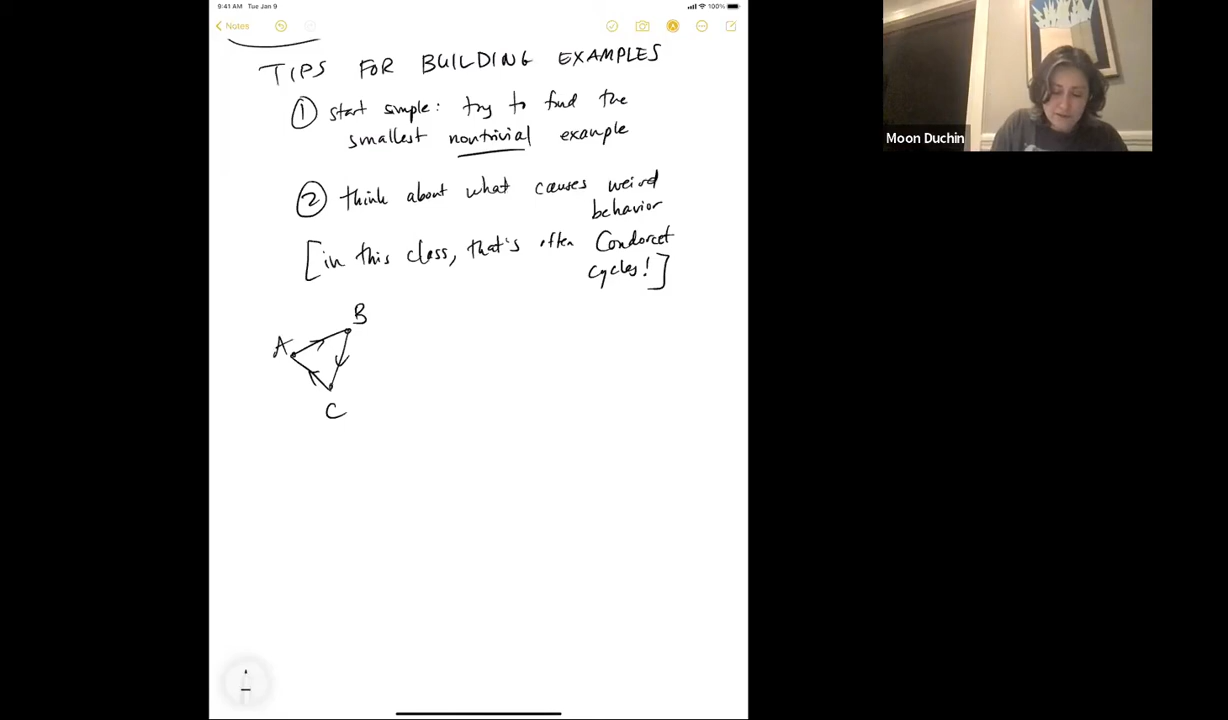 9:41 AM Tue Jan 9
100%
Notes
TIPS FOR BUILDING EXAMPLES
① start simple: try to find the
smallest nontrivial example
② think about what causes weird
behavior
[in this class, that's often Condorcet
cycles!]
B
A
C
Moon Duchin